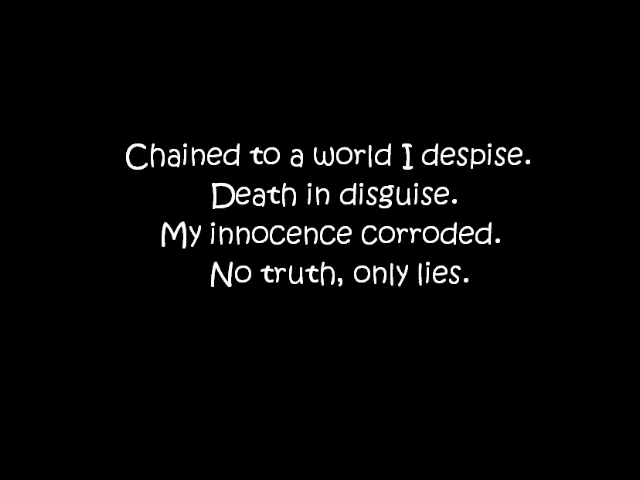 Chained to a world I despise.
Death in disguise.
My innocence corroded.
No truth, only lies.